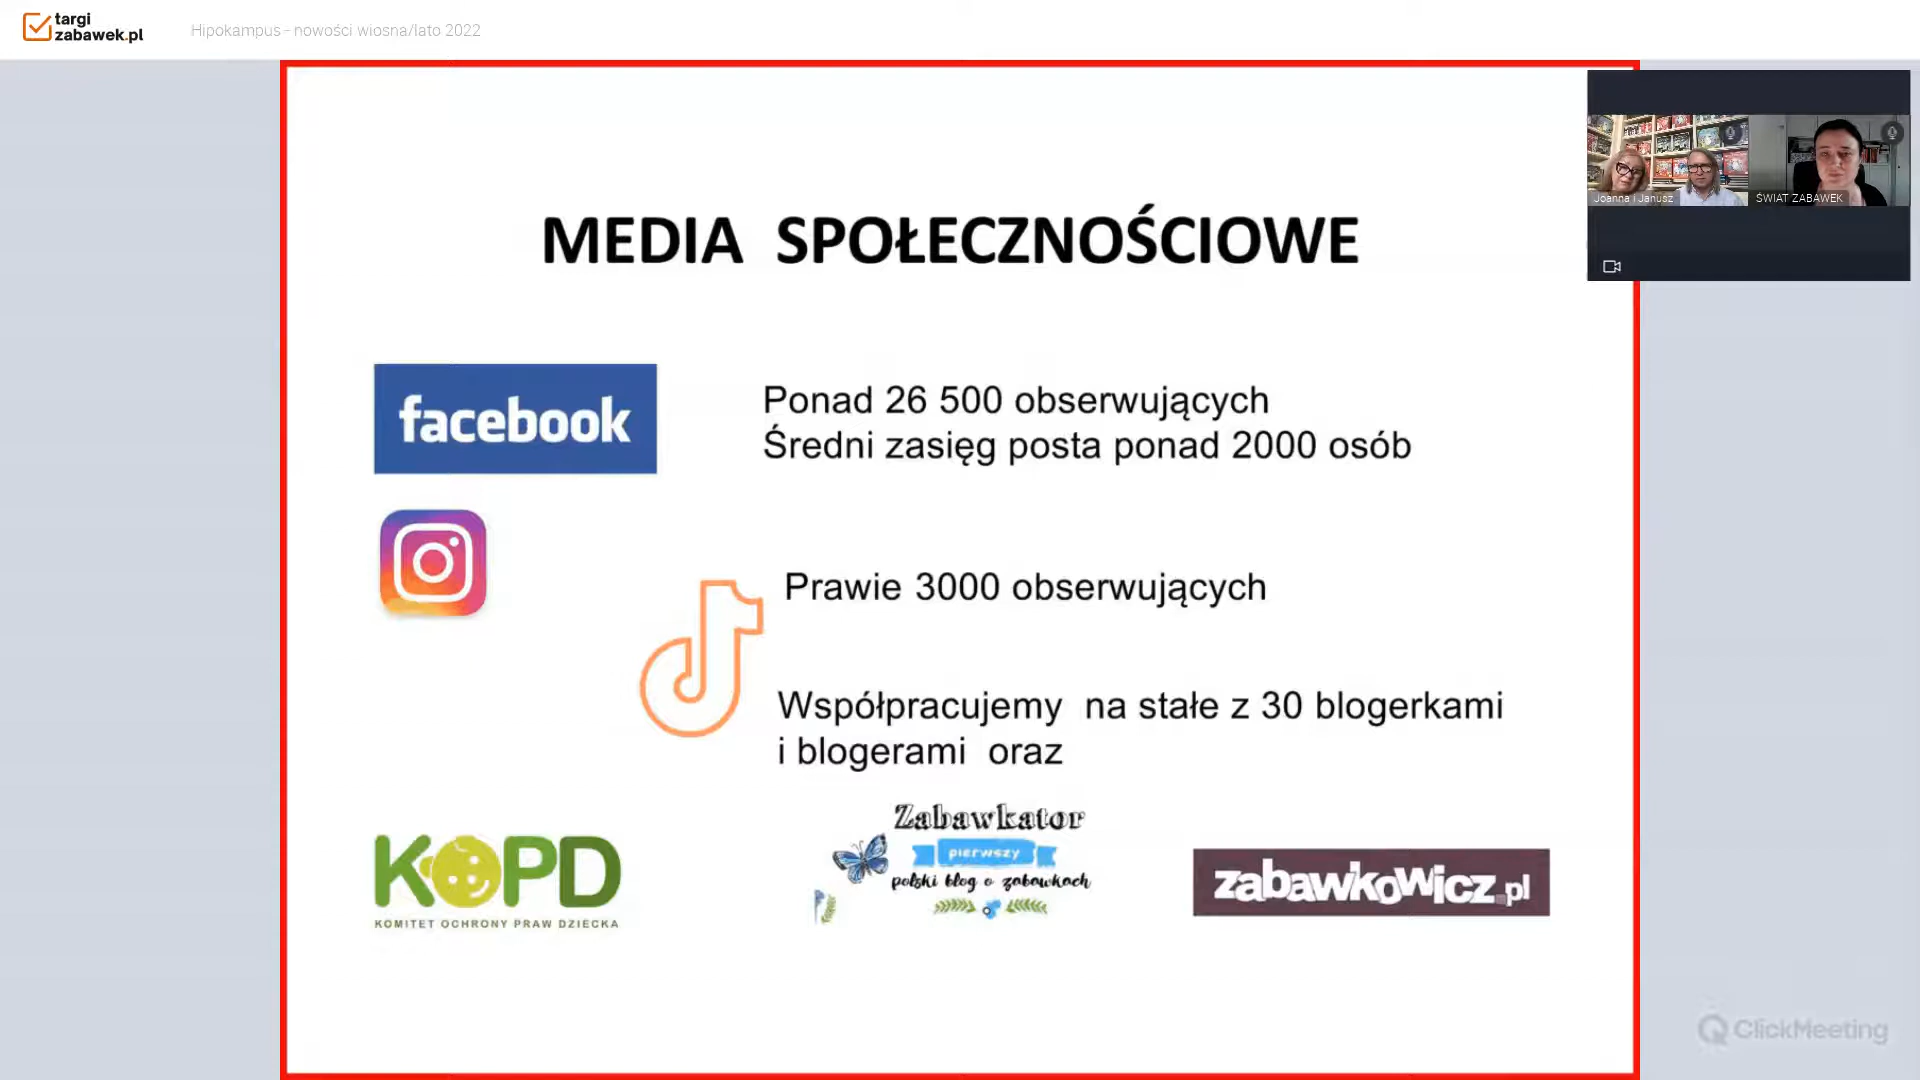 targi
zabawek.pl
Hipokampus - nowości wiosna/lato 2022
Joanna i Janusz
ŚWIAT ZABAWEK
MEDIA SPOŁECZNOŚCIOWE
facebook
Ponad 26 500 obserwujących
Średni zasięg posta ponad 2000 osób
Prawie 3000 obserwujących
Współpracujemy na stałe z 30 blogerkami
i blogerami oraz
KOPD
KOMITET OCHRONY PRAW DZIECKA
Zabawkator
pierwszy
polski blog o zabawkach
zabawkowicz.pl
ClickMeeting